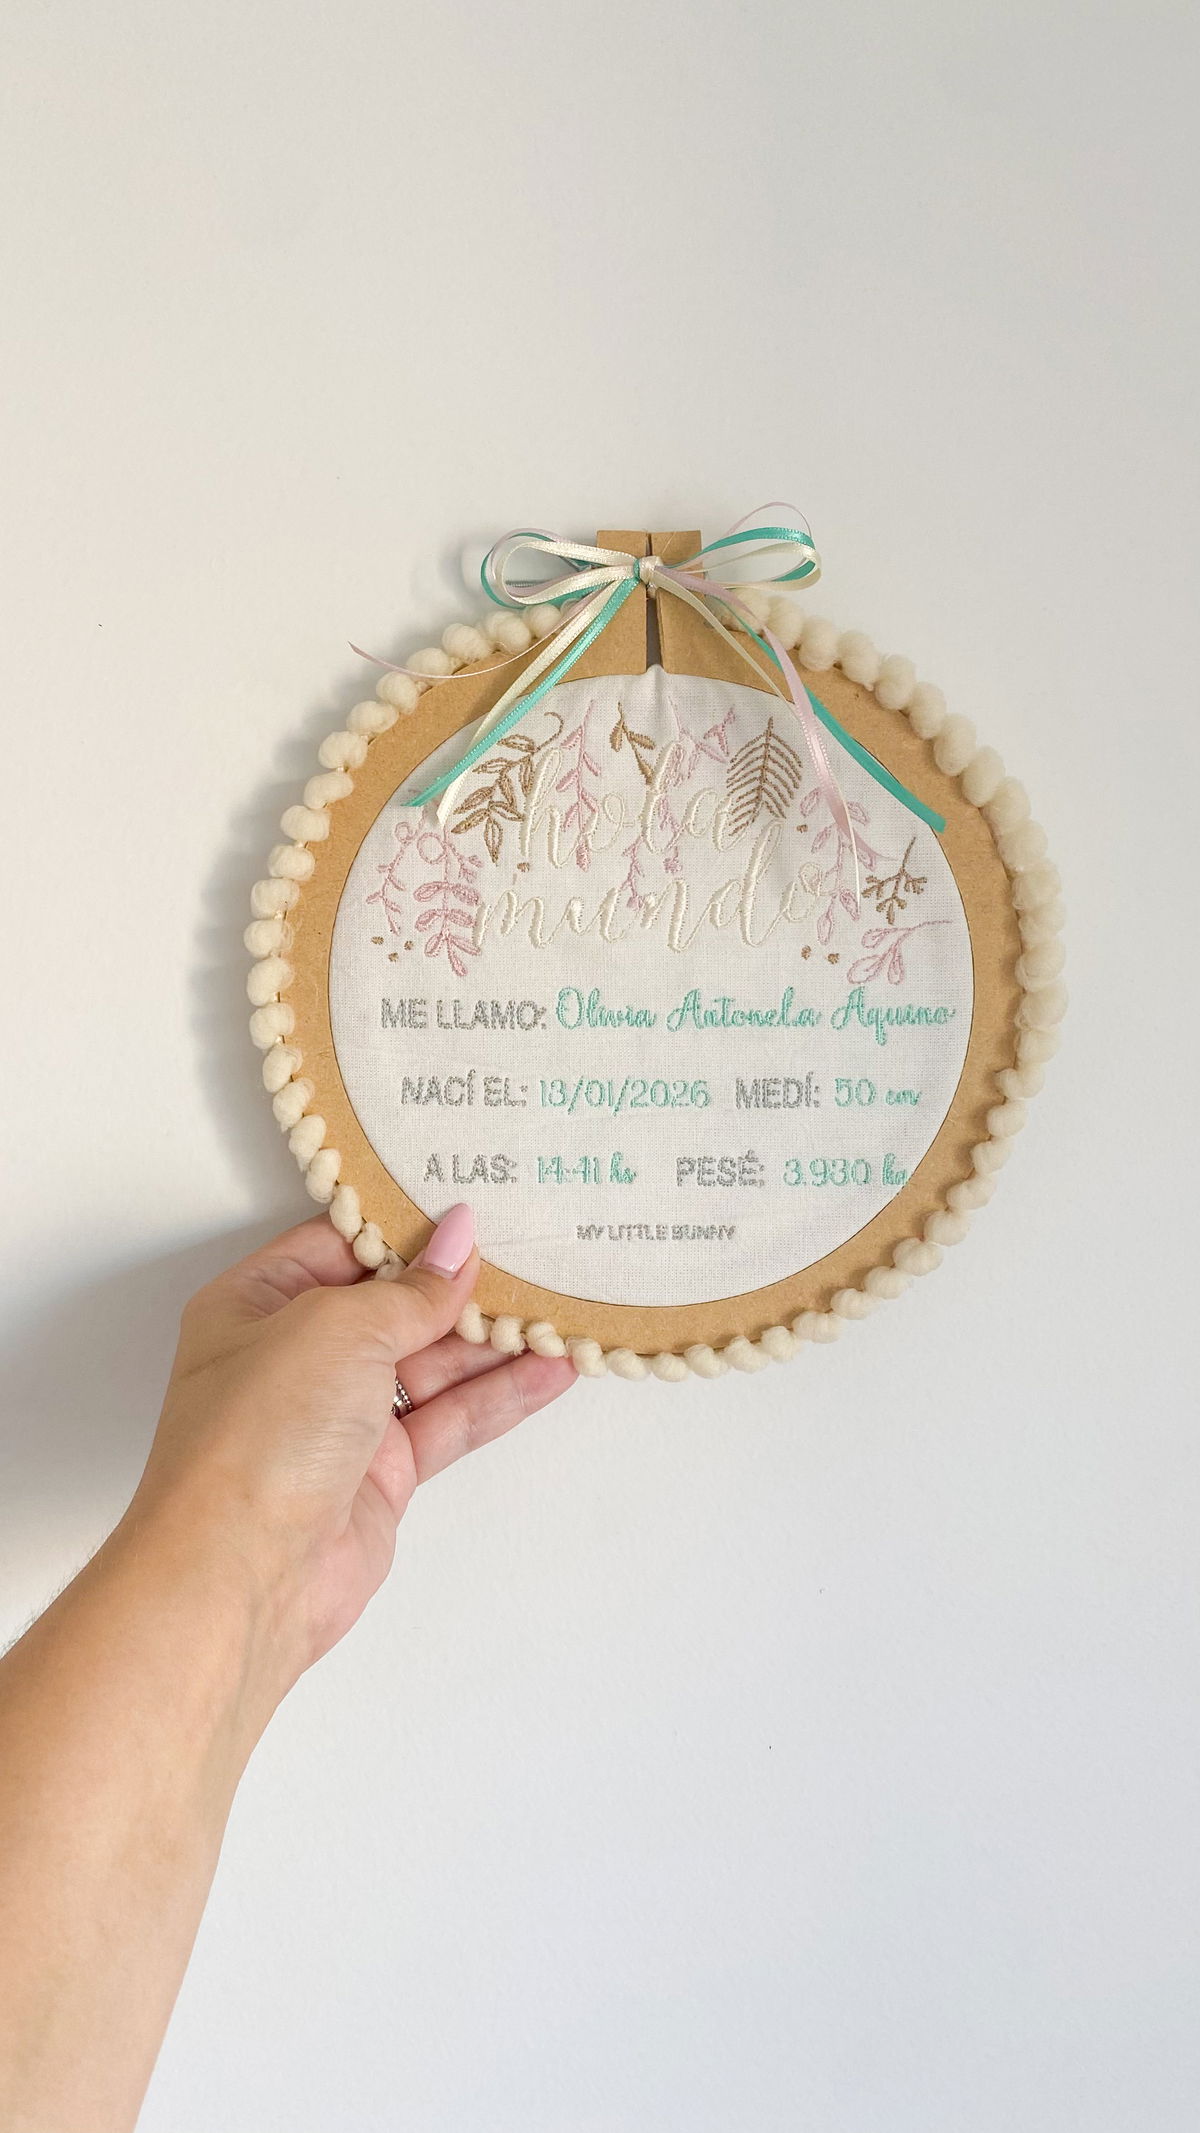 hola
mundo
ME LLAMO: Olivia Antonela Aquino
NACÍ EL: 13/01/2026 MEDÍ: 50 cm
A LAS: 14:41 hs PESÉ: 3.930 kg
MY LITTLE BUNNY